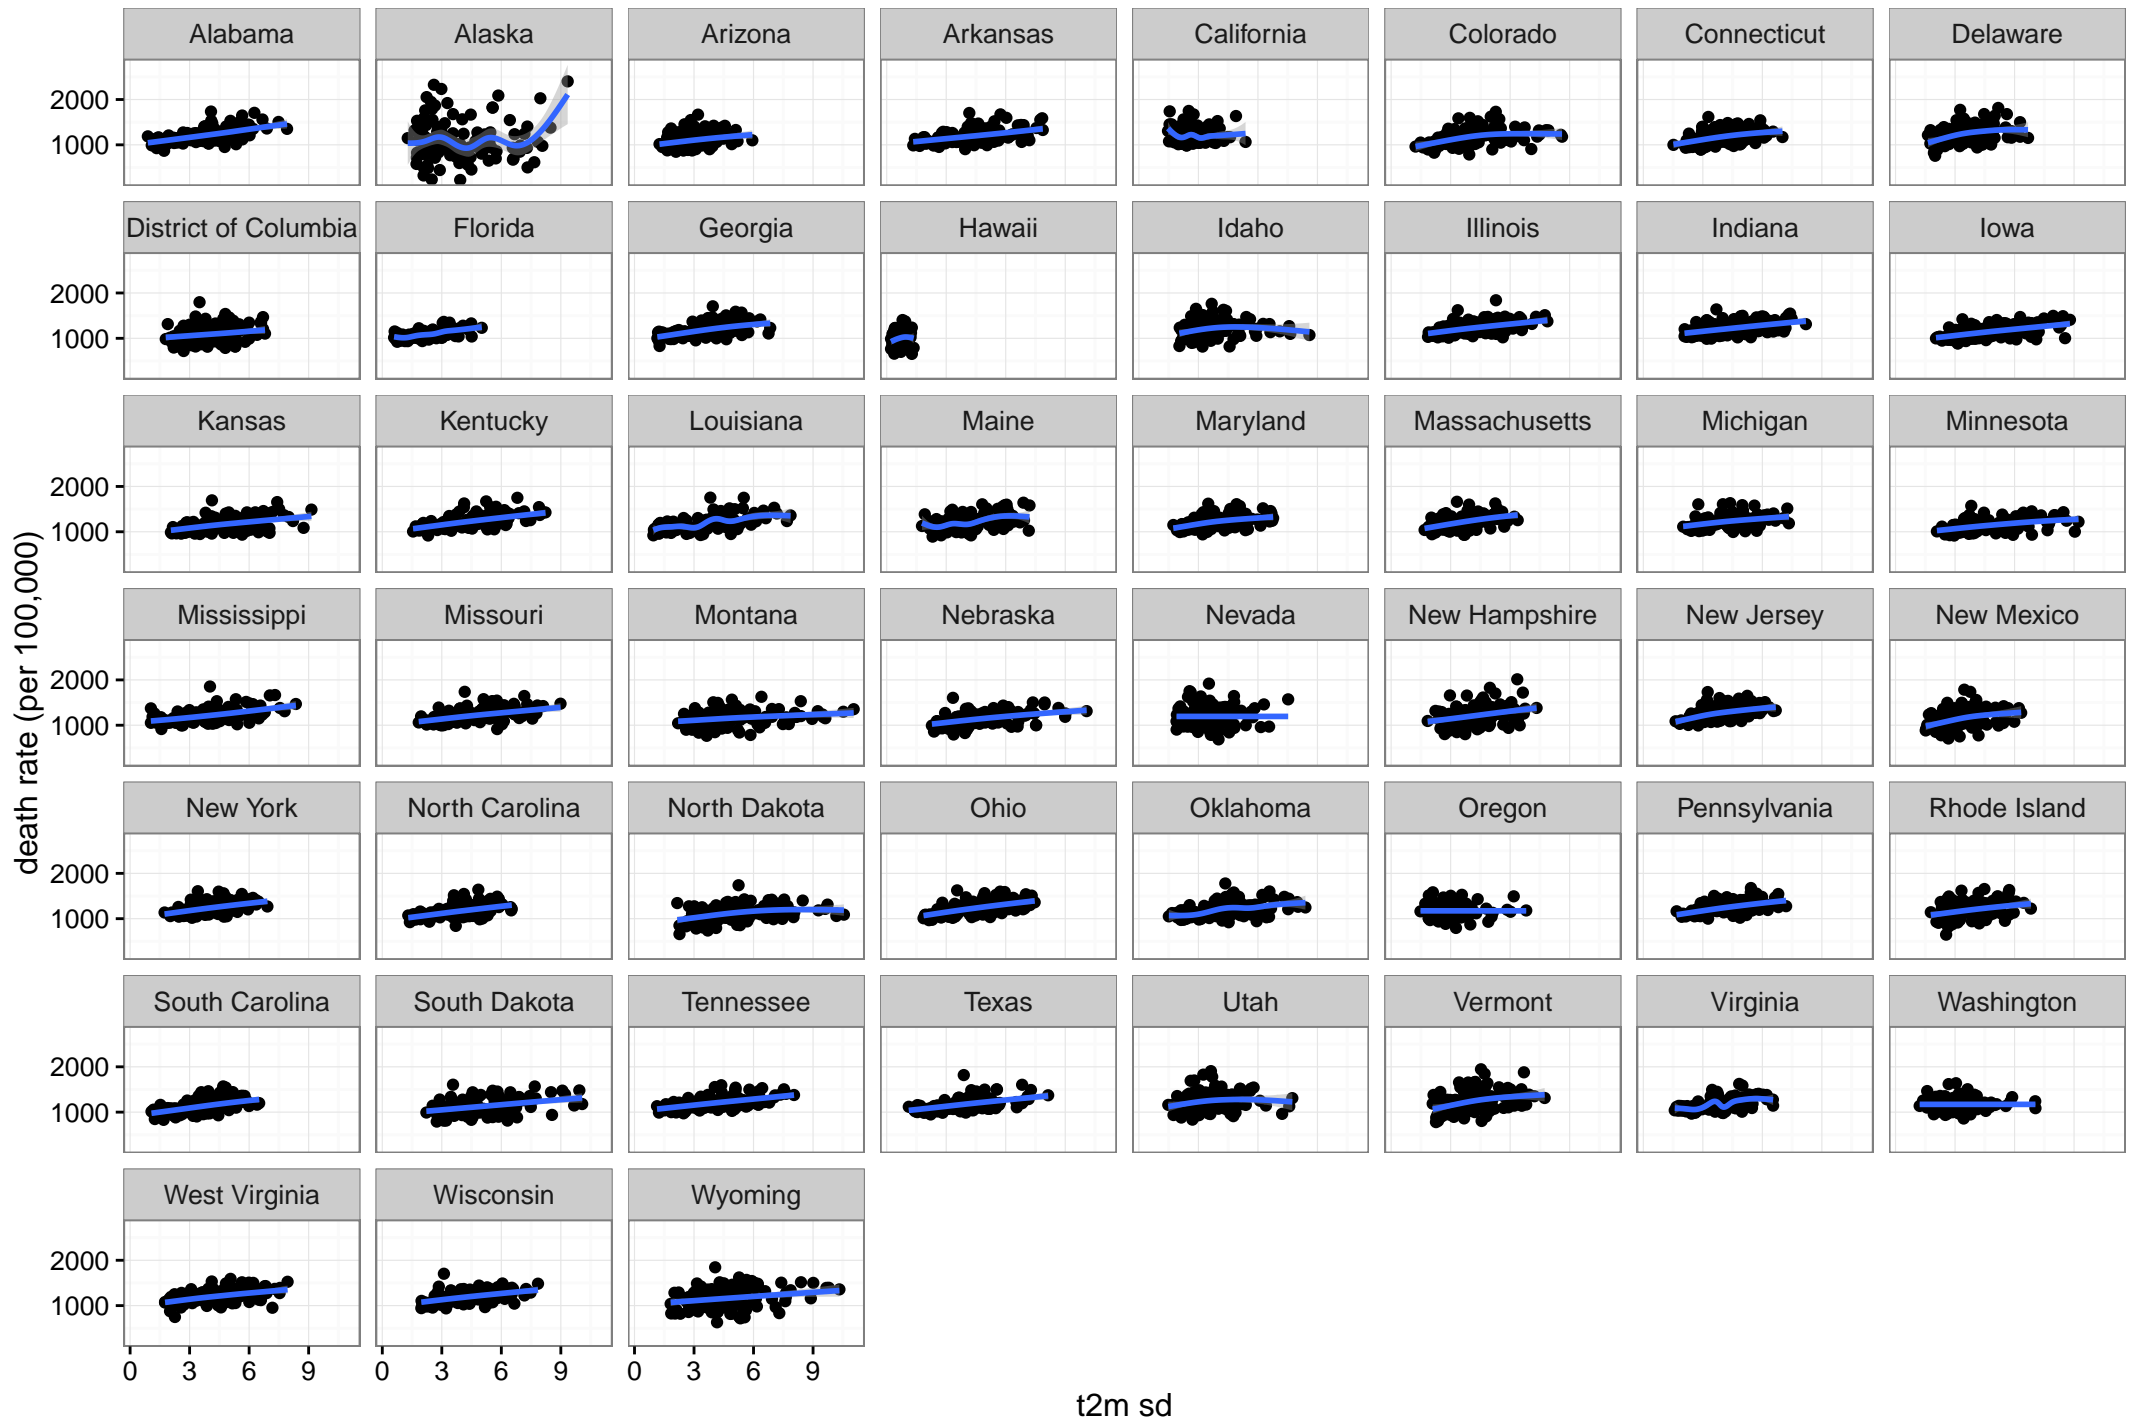 Alabama Alaska Arizona Arkansas California Colorado Connecticut Delaware
2000
1000
District of Columbia Florida Georgia Hawaii Idaho Illinois Indiana Iowa
2000
1000
Kansas Kentucky Louisiana Maine Maryland Massachusetts Michigan Minnesota
2000
1000
death rate (per 100,000)
Mississippi Missouri Montana Nebraska Nevada New Hampshire New Jersey New Mexico
2000
1000
New York North Carolina North Dakota Ohio Oklahoma Oregon Pennsylvania Rhode Island
2000
1000
South Carolina South Dakota Tennessee Texas Utah Vermont Virginia Washington
2000
1000
West Virginia Wisconsin Wyoming
2000
1000
0 3 6 9 0 3 6 9 0 3 6 9
t2m sd